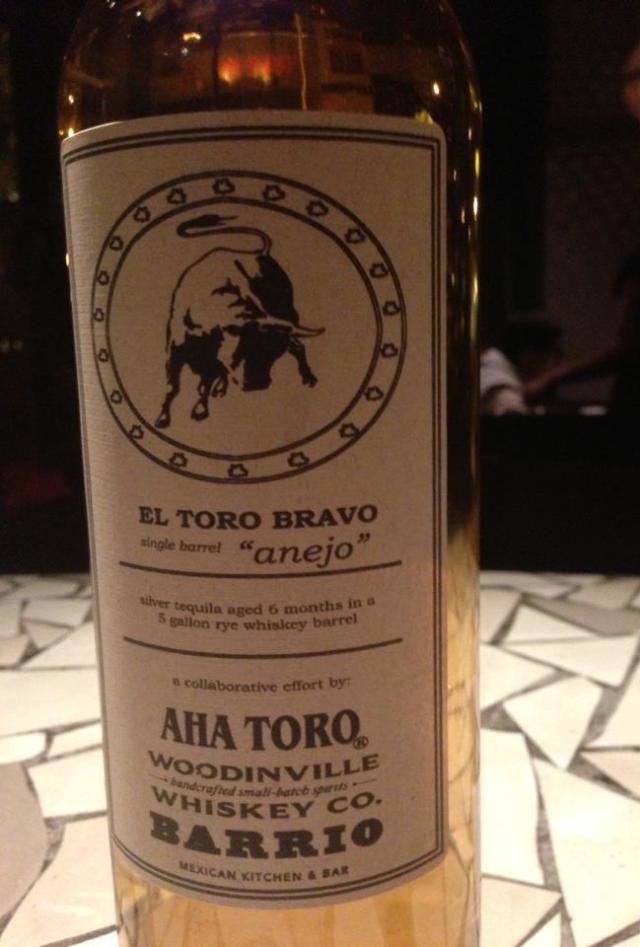 EL TORO BRAVO
single barrel "anejo"
silver tequila aged 6 months in a
5 gallon rye whiskey barrel
a collaborative effort by:
AHA TORO®
WOODINVILLE
handcrafted small-batch spirits
WHISKEY CO.
BARRIO
MEXICAN KITCHEN & BAR